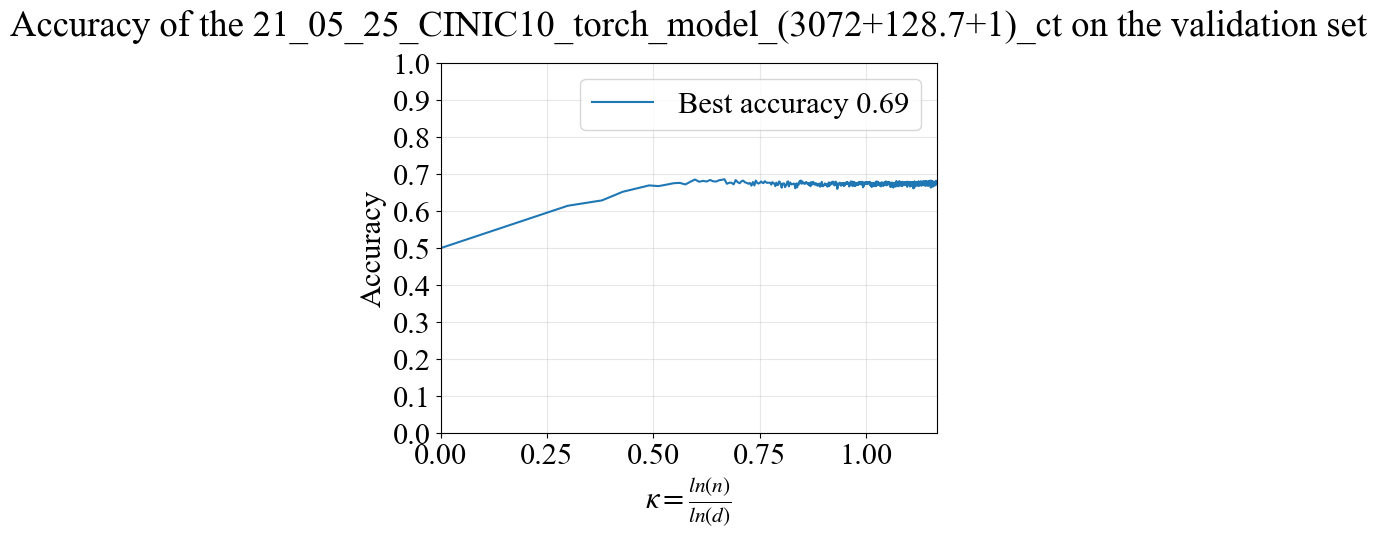 Accuracy of the 21_05_25_CINIC10_torch_model_(3072+128.7+1)_ct on the validation set
Best accuracy 0.69
Accuracy
1.0
0.9
0.8
0.7
0.6
0.5
0.4
0.3
0.2
0.1
0.0
0.00 0.25 0.50 0.75 1.00
κ = ln(n) / ln(d)